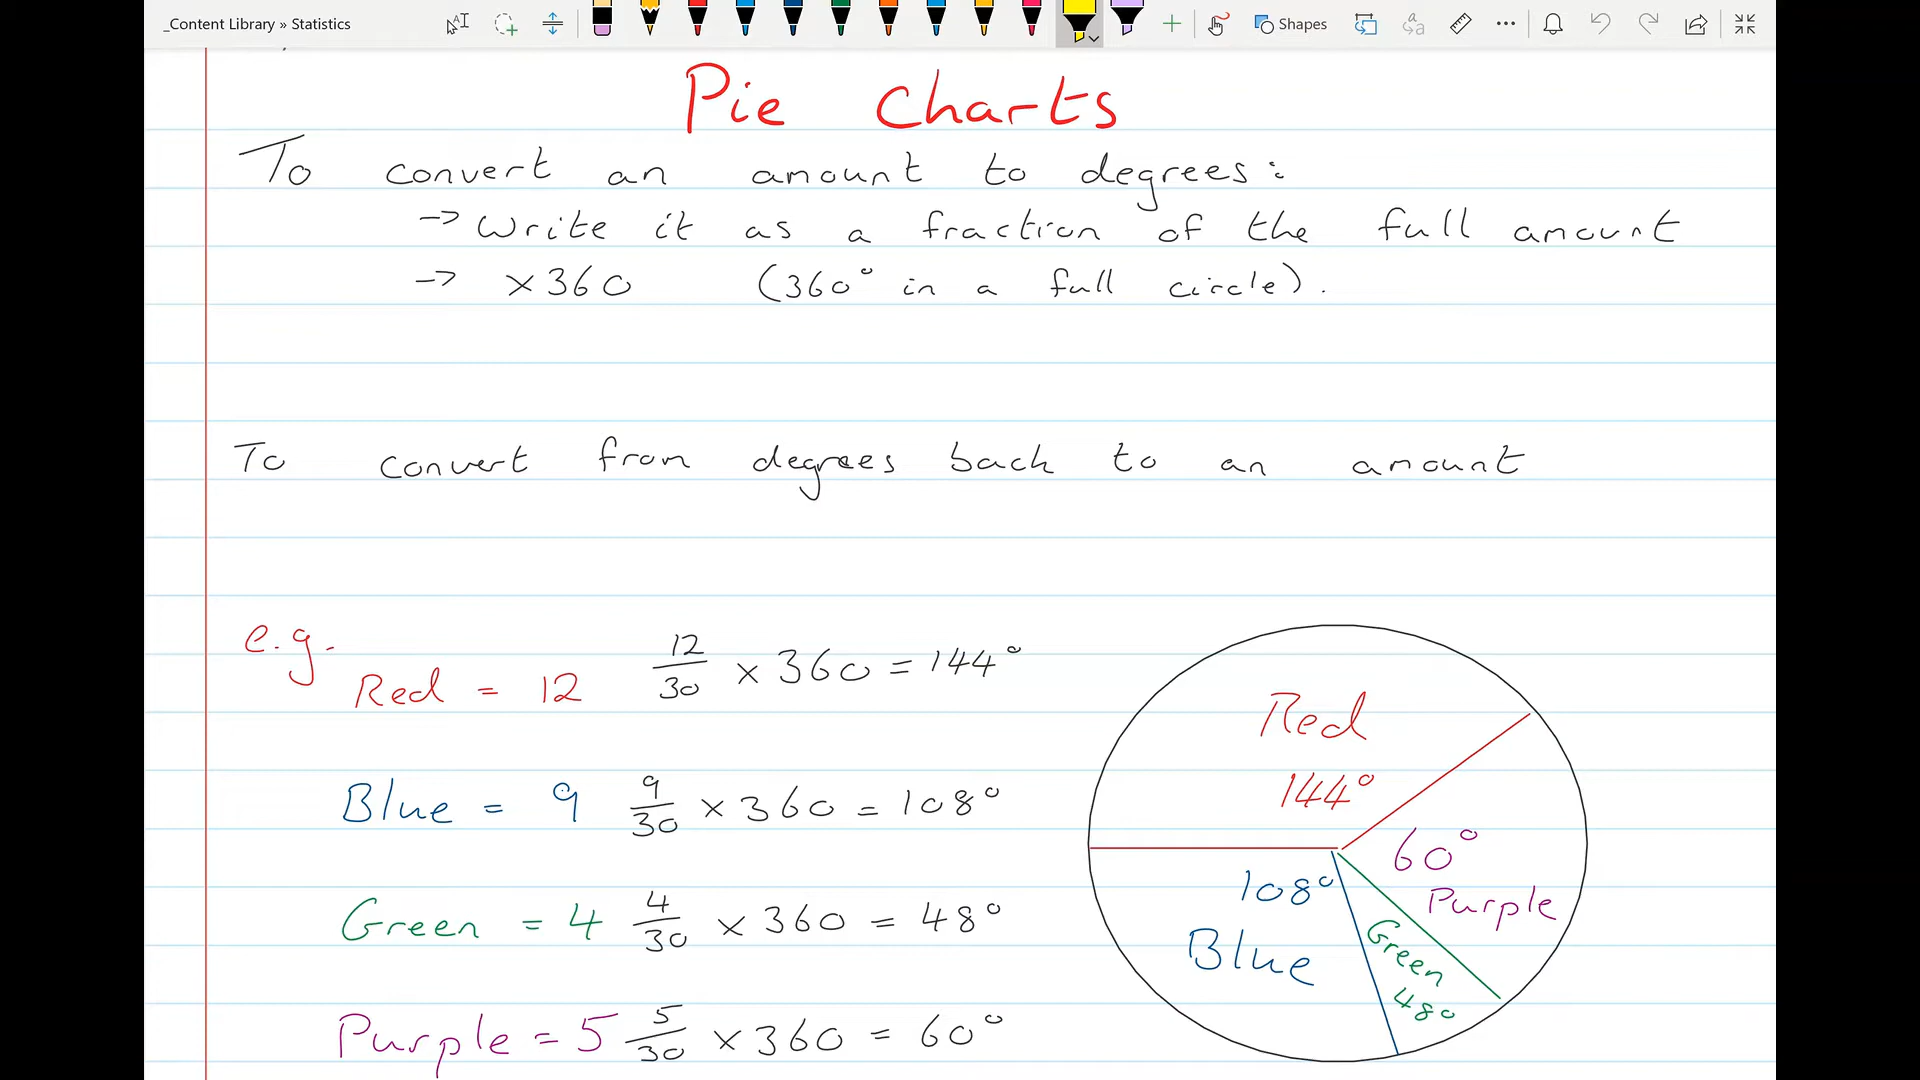 _Content Library » Statistics
Shapes
Pie Charts
To convert an amount to degrees:
→ Write it as a fraction of the full amount
→ ×360 (360° in a full circle).
To convert from degrees back to an amount
e.g.
Red = 12 12/30 × 360 = 144°
Blue = 9 9/30 × 360 = 108°
Green = 4 4/30 × 360 = 48°
Purple = 5 5/30 × 360 = 60°
Red
144°
60°
Purple
108°
Blue
Green
48°